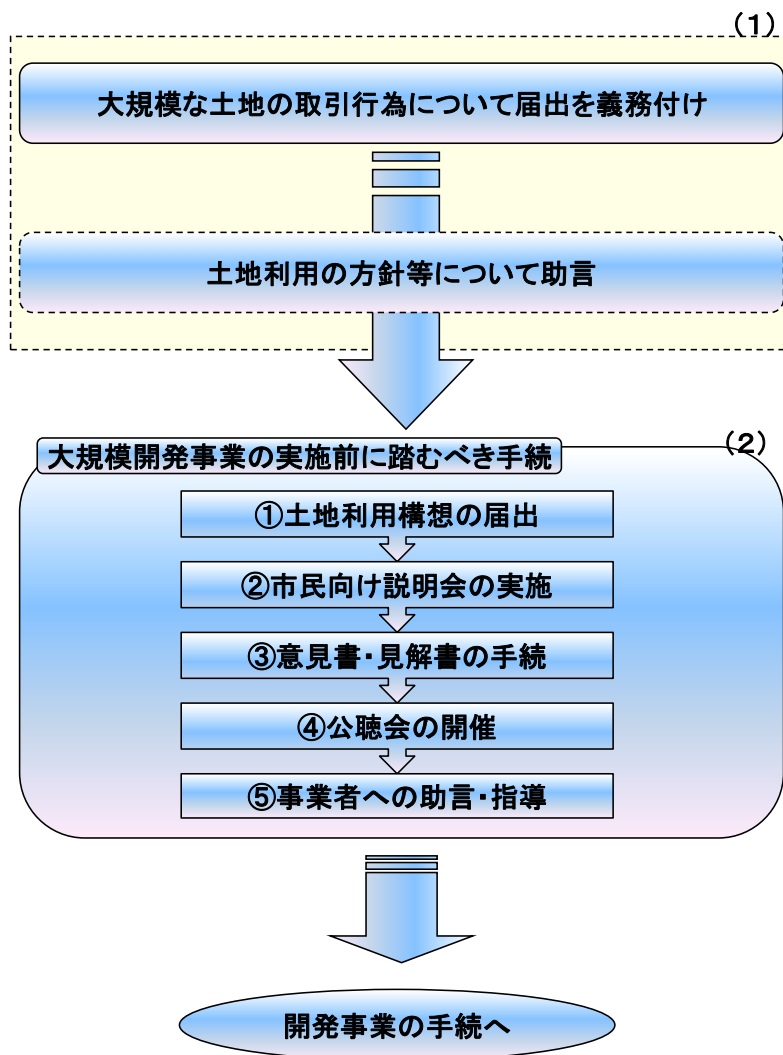 (1)
大規模な土地の取引行為について届出を義務付け
土地利用の方針等について助言
(2)
大規模開発事業の実施前に踏むべき手続
①土地利用構想の届出
②市民向け説明会の実施
③意見書・見解書の手続
④公聴会の開催
⑤事業者への助言・指導
開発事業の手続へ